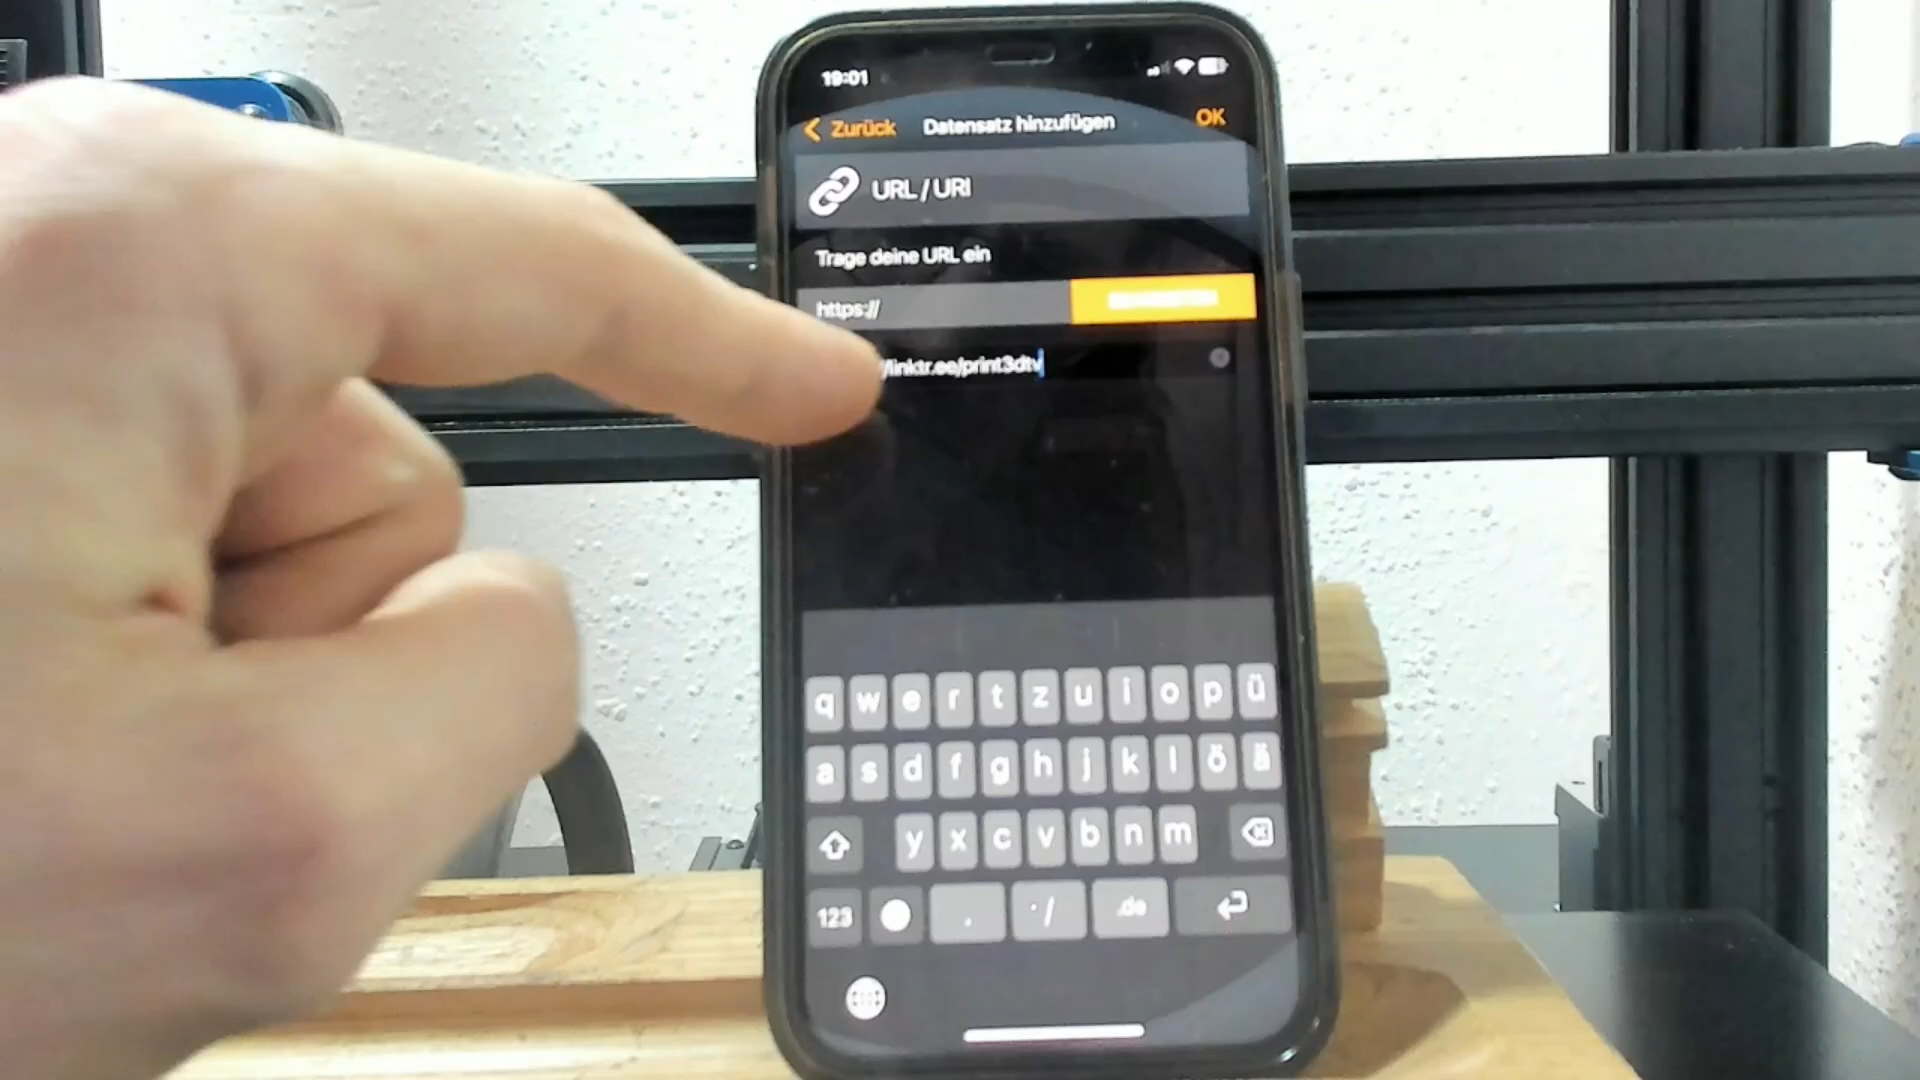 19:01
Zurück Datensatz hinzufügen OK
URL / URI
Trage deine URL ein
https://
//linktr.ee/print3dtv
q w e r t z u i o p ü
a s d f g h j k l ö ä
y x c v b n m
123 . / .de